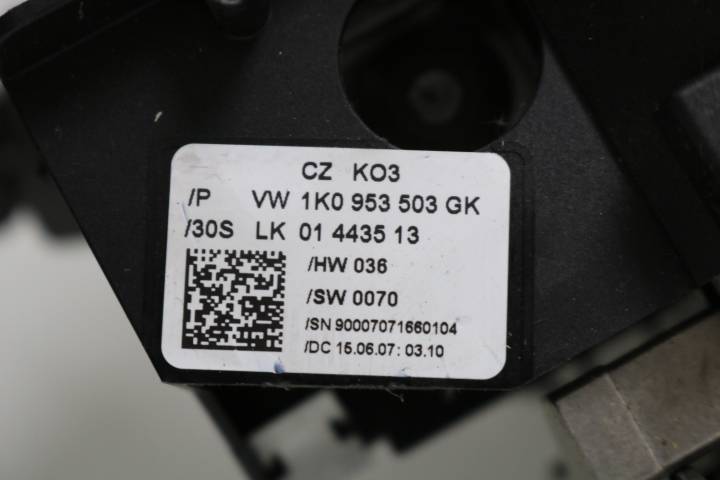 CZ KO3
/P VW 1K0 953 503 GK
/30S LK 01 4435 13
/HW 036
/SW 0070
/SN 90007071660104
/DC 15.06.07: 03.10